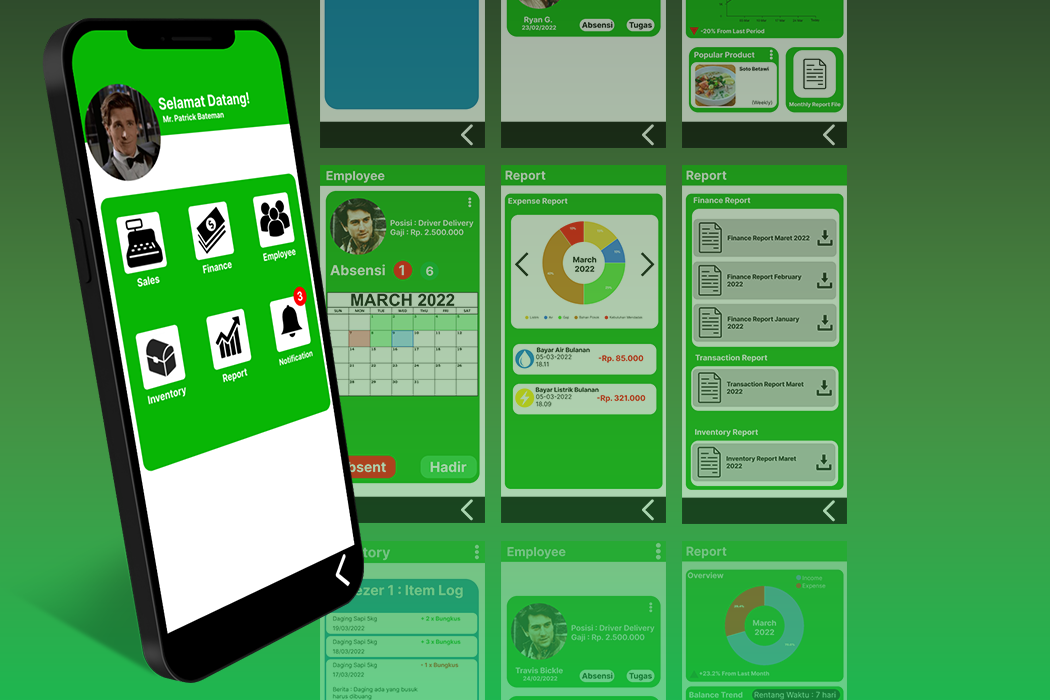 Selamat Datang!
Mr. Patrick Bateman
Sales
Finance
Employee
Inventory
Report
3
Notification
Ryan G.
23/02/2022
Absensi
Tugas
-20% From Last Period
Popular Product
Soto Betawi
(Weekly)
Monthly Report File
Employee
Posisi : Driver Delivery
Gaji : Rp. 2.500.000
Absensi 1 6
MARCH 2022
SUN MON TUE WED THU FRI SAT
Hadir
Report
Expense Report
March
2022
Bayar Air Bulanan
05-03-2022
18.11
-Rp. 85.000
Bayar Listrik Bulanan
05-03-2022
18.09
-Rp. 321.000
Report
Finance Report
Finance Report Maret 2022
Finance Report February
2022
Finance Report January
2022
Transaction Report
Transaction Report Maret
2022
Inventory Report
Inventory Report Maret
2022
tory
ezer 1 : Item Log
Daging Sapi 5kg
+ 2 x Bungkus
19/03/2022
Daging Sapi 5kg
+ 3 x Bungkus
18/03/2022
Daging Sapi 5kg
- 1 x Bungkus
17/03/2022
Berita : Daging ada yang busuk
harus dibuang
Employee
Posisi : Driver Delivery
Gaji : Rp. 2.500.000
Travis Bickle
24/02/2022
Absensi
Tugas
Report
Overview
Income
Expense
March
2022
+23.2% From Last Month
Balance Trend
Rentang Waktu : 7 hari